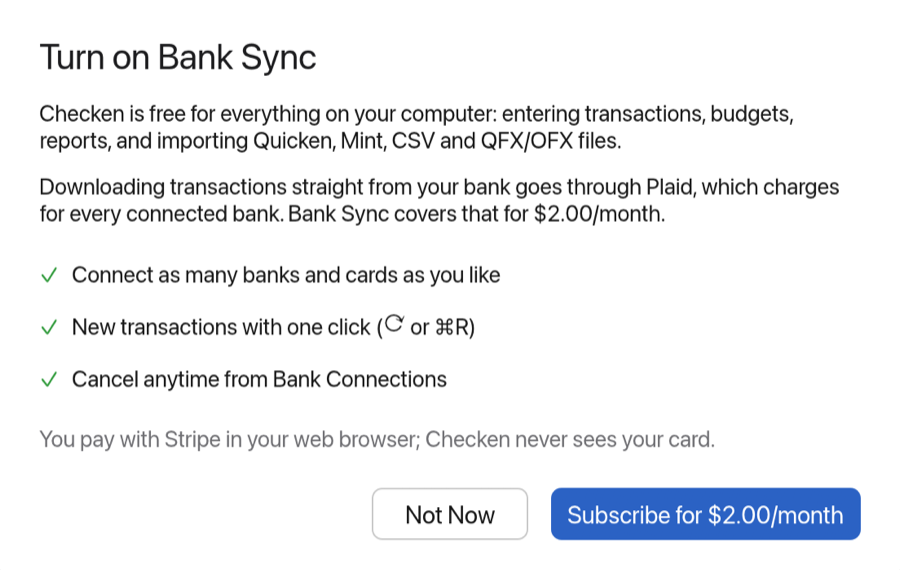 Turn on Bank Sync
Checken is free for everything on your computer: entering transactions, budgets,
reports, and importing Quicken, Mint, CSV and QFX/OFX files.
Downloading transactions straight from your bank goes through Plaid, which charges
for every connected bank. Bank Sync covers that for $2.00/month.
✓ Connect as many banks and cards as you like
✓ New transactions with one click (⟳ or ⌘R)
✓ Cancel anytime from Bank Connections
You pay with Stripe in your web browser; Checken never sees your card.
Not Now
Subscribe for $2.00/month